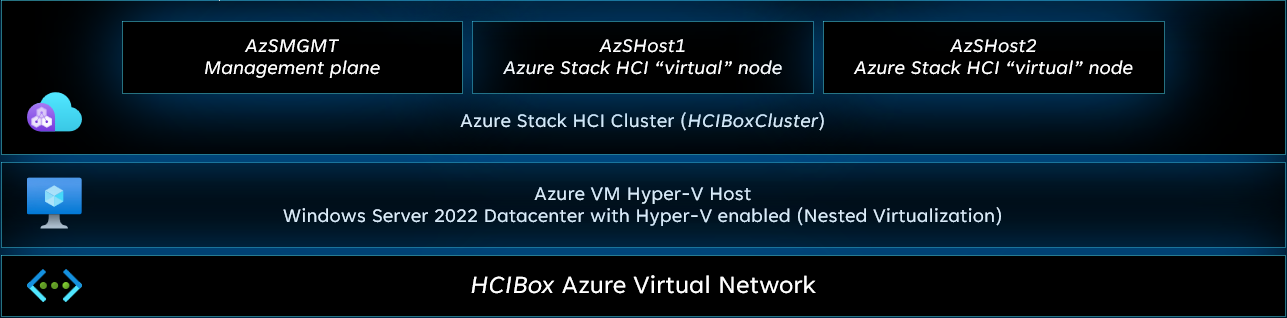 AzSMGMT
Management plane
AzSHost1
Azure Stack HCI “virtual” node
AzSHost2
Azure Stack HCI “virtual” node
Azure Stack HCI Cluster (HCIBoxCluster)
Azure VM Hyper-V Host
Windows Server 2022 Datacenter with Hyper-V enabled (Nested Virtualization)
HCIBox Azure Virtual Network